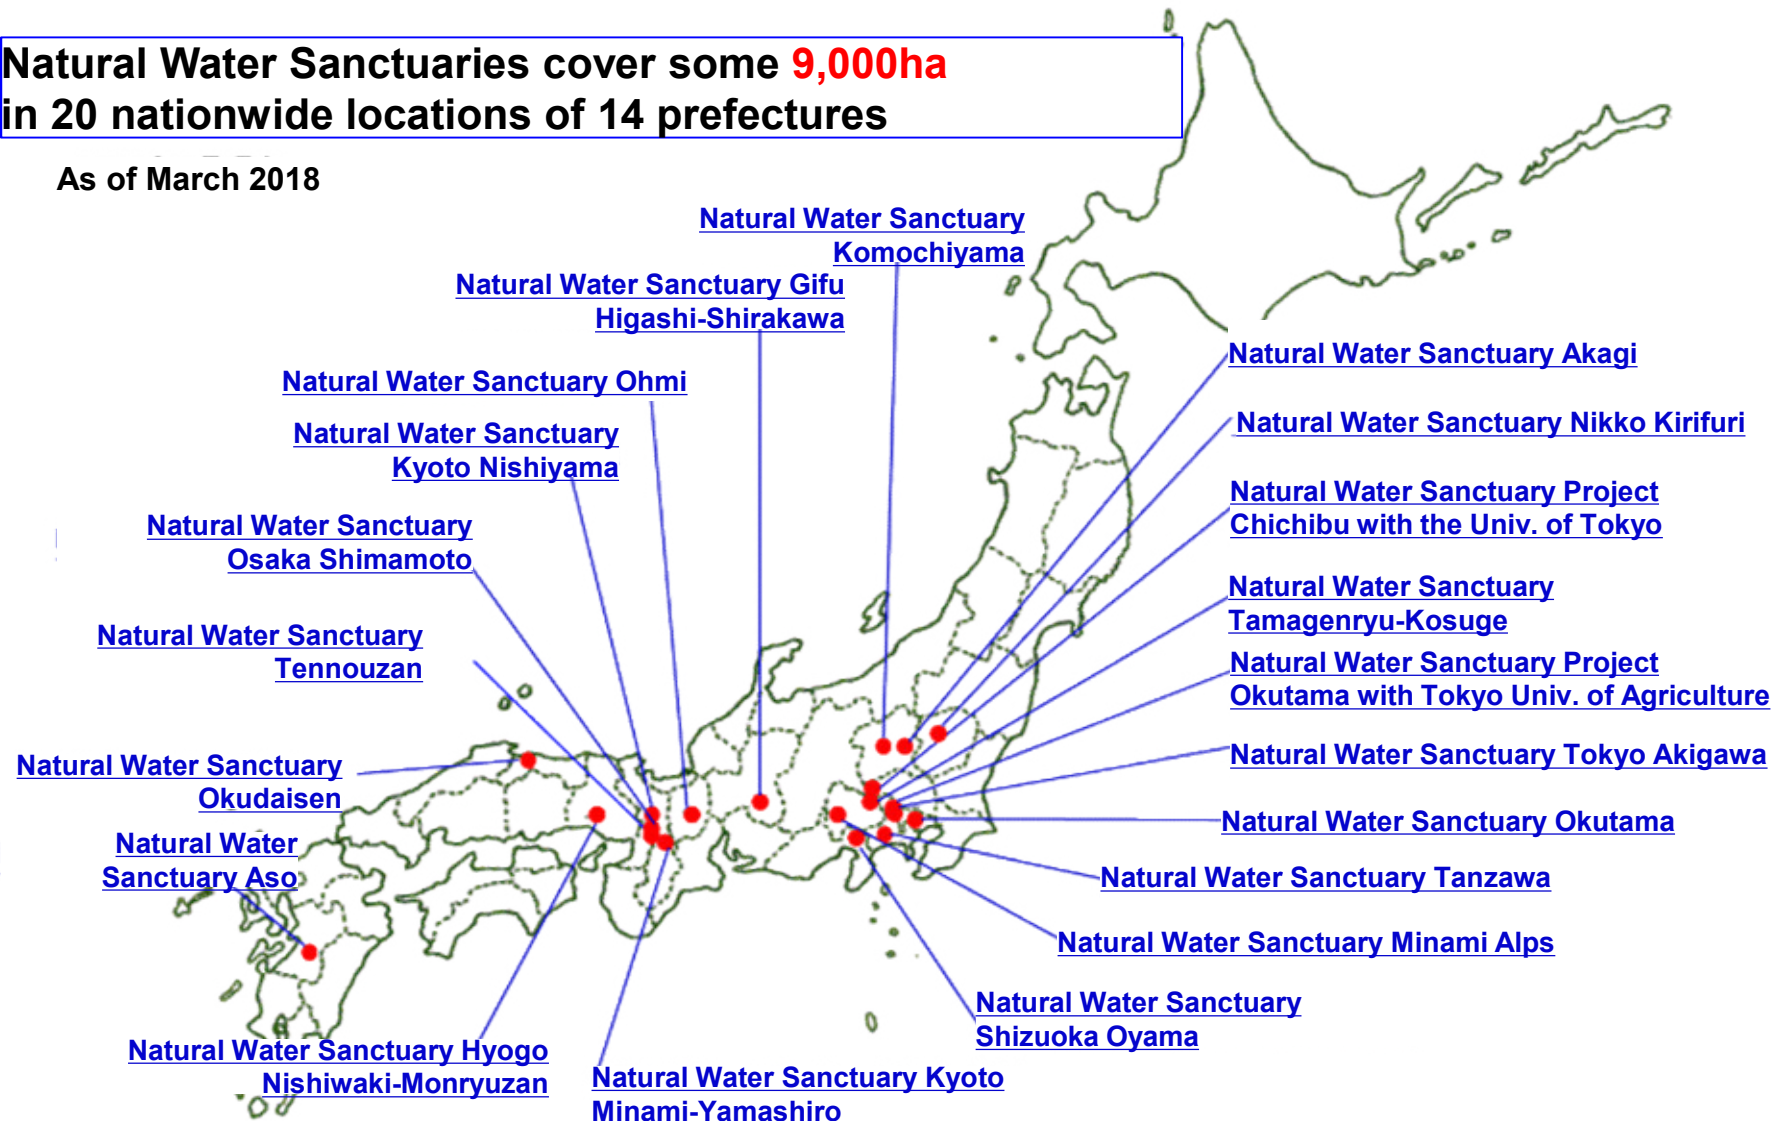 Natural Water Sanctuaries cover some 9,000ha
in 20 nationwide locations of 14 prefectures
As of March 2018
Natural Water Sanctuary
Komochiyama
Natural Water Sanctuary Gifu
Higashi-Shirakawa
Natural Water Sanctuary Ohmi
Natural Water Sanctuary
Kyoto Nishiyama
Natural Water Sanctuary
Osaka Shimamoto
Natural Water Sanctuary
Tennouzan
Natural Water Sanctuary
Okudaisen
Natural Water
Sanctuary Aso
Natural Water Sanctuary Hyogo
Nishiwaki-Monryuzan
Natural Water Sanctuary Kyoto
Minami-Yamashiro
Natural Water Sanctuary Akagi
Natural Water Sanctuary Nikko Kirifuri
Natural Water Sanctuary Project
Chichibu with the Univ. of Tokyo
Natural Water Sanctuary
Tamagenryu-Kosuge
Natural Water Sanctuary Project
Okutama with Tokyo Univ. of Agriculture
Natural Water Sanctuary Tokyo Akigawa
Natural Water Sanctuary Okutama
Natural Water Sanctuary Tanzawa
Natural Water Sanctuary Minami Alps
Natural Water Sanctuary
Shizuoka Oyama